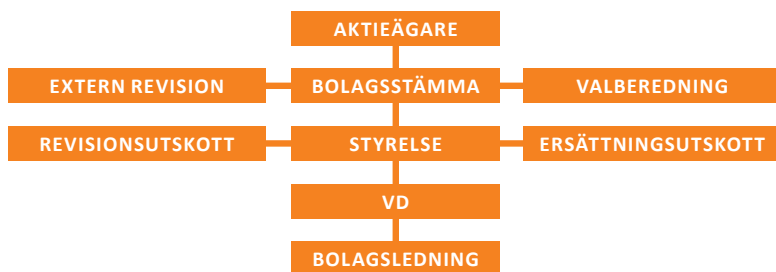 AKTIEÄGARE
EXTERN REVISION
BOLAGSSTÄMMA
VALBEREDNING
REVISIONSUTSKOTT
STYRELSE
ERSÄTTNINGSUTSKOTT
VD
BOLAGSLEDNING